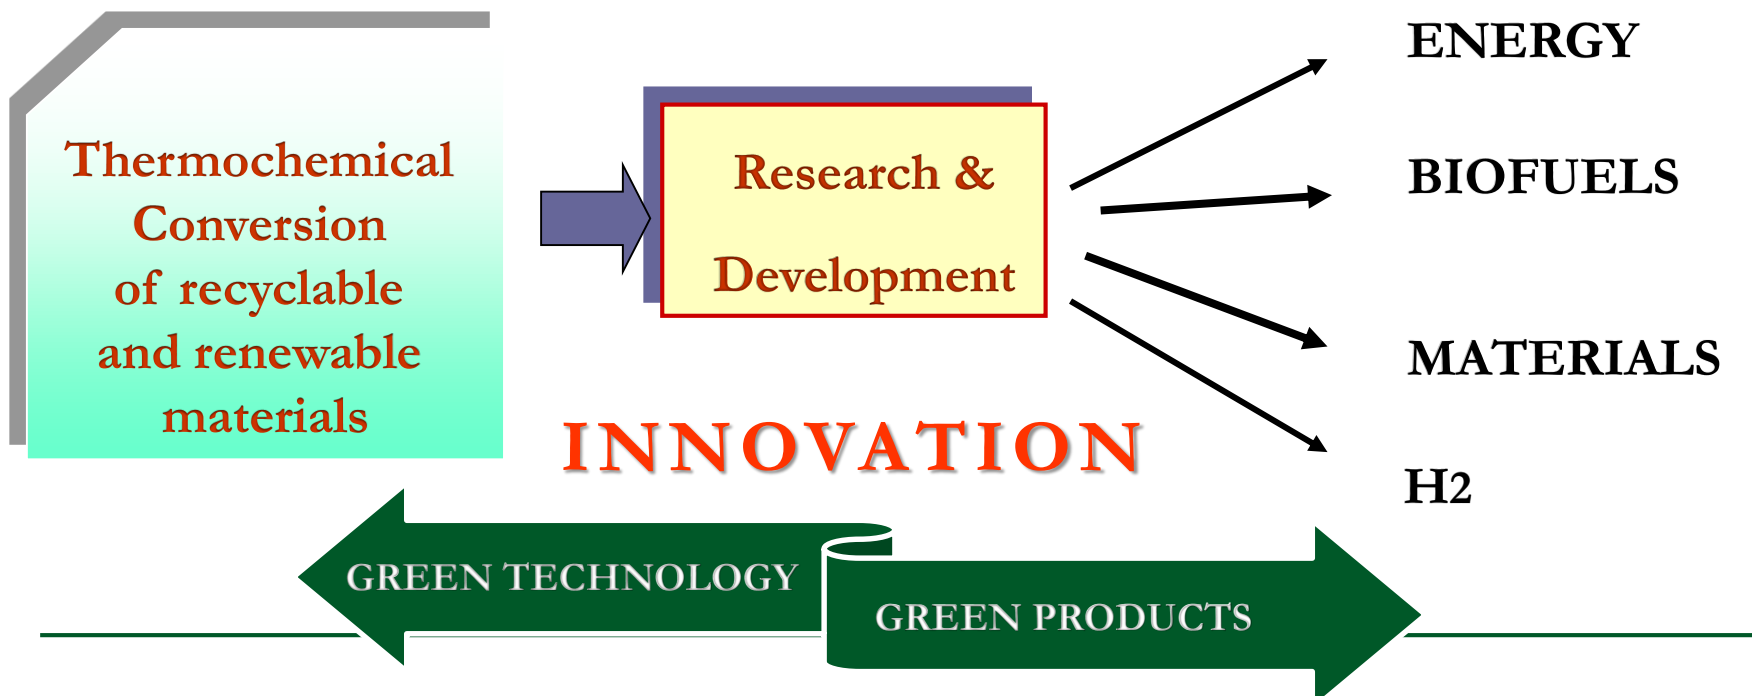 Thermochemical
Conversion
of recyclable
and renewable
materials
Research &
Development
ENERGY
BIOFUELS
MATERIALS
H2
INNOVATION
GREEN TECHNOLOGY
GREEN PRODUCTS